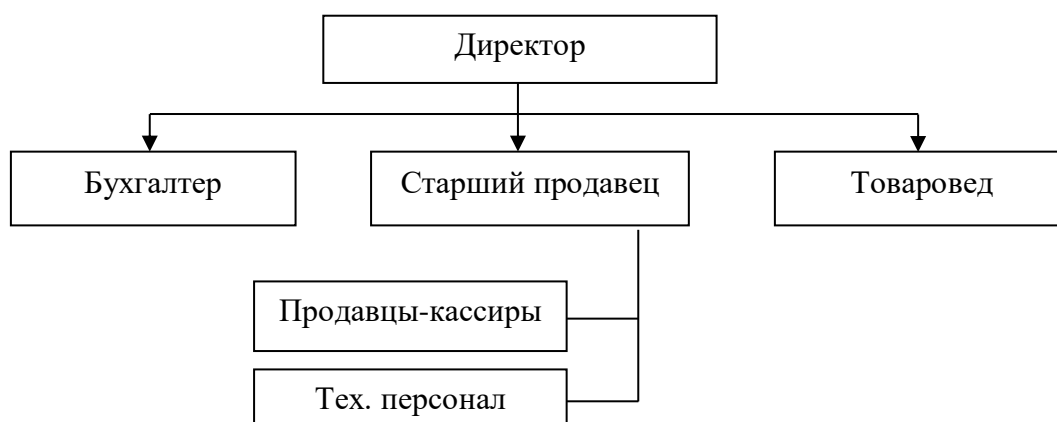 Директор
Бухгалтер
Старший продавец
Товаровед
Продавцы-кассиры
Тех. персонал